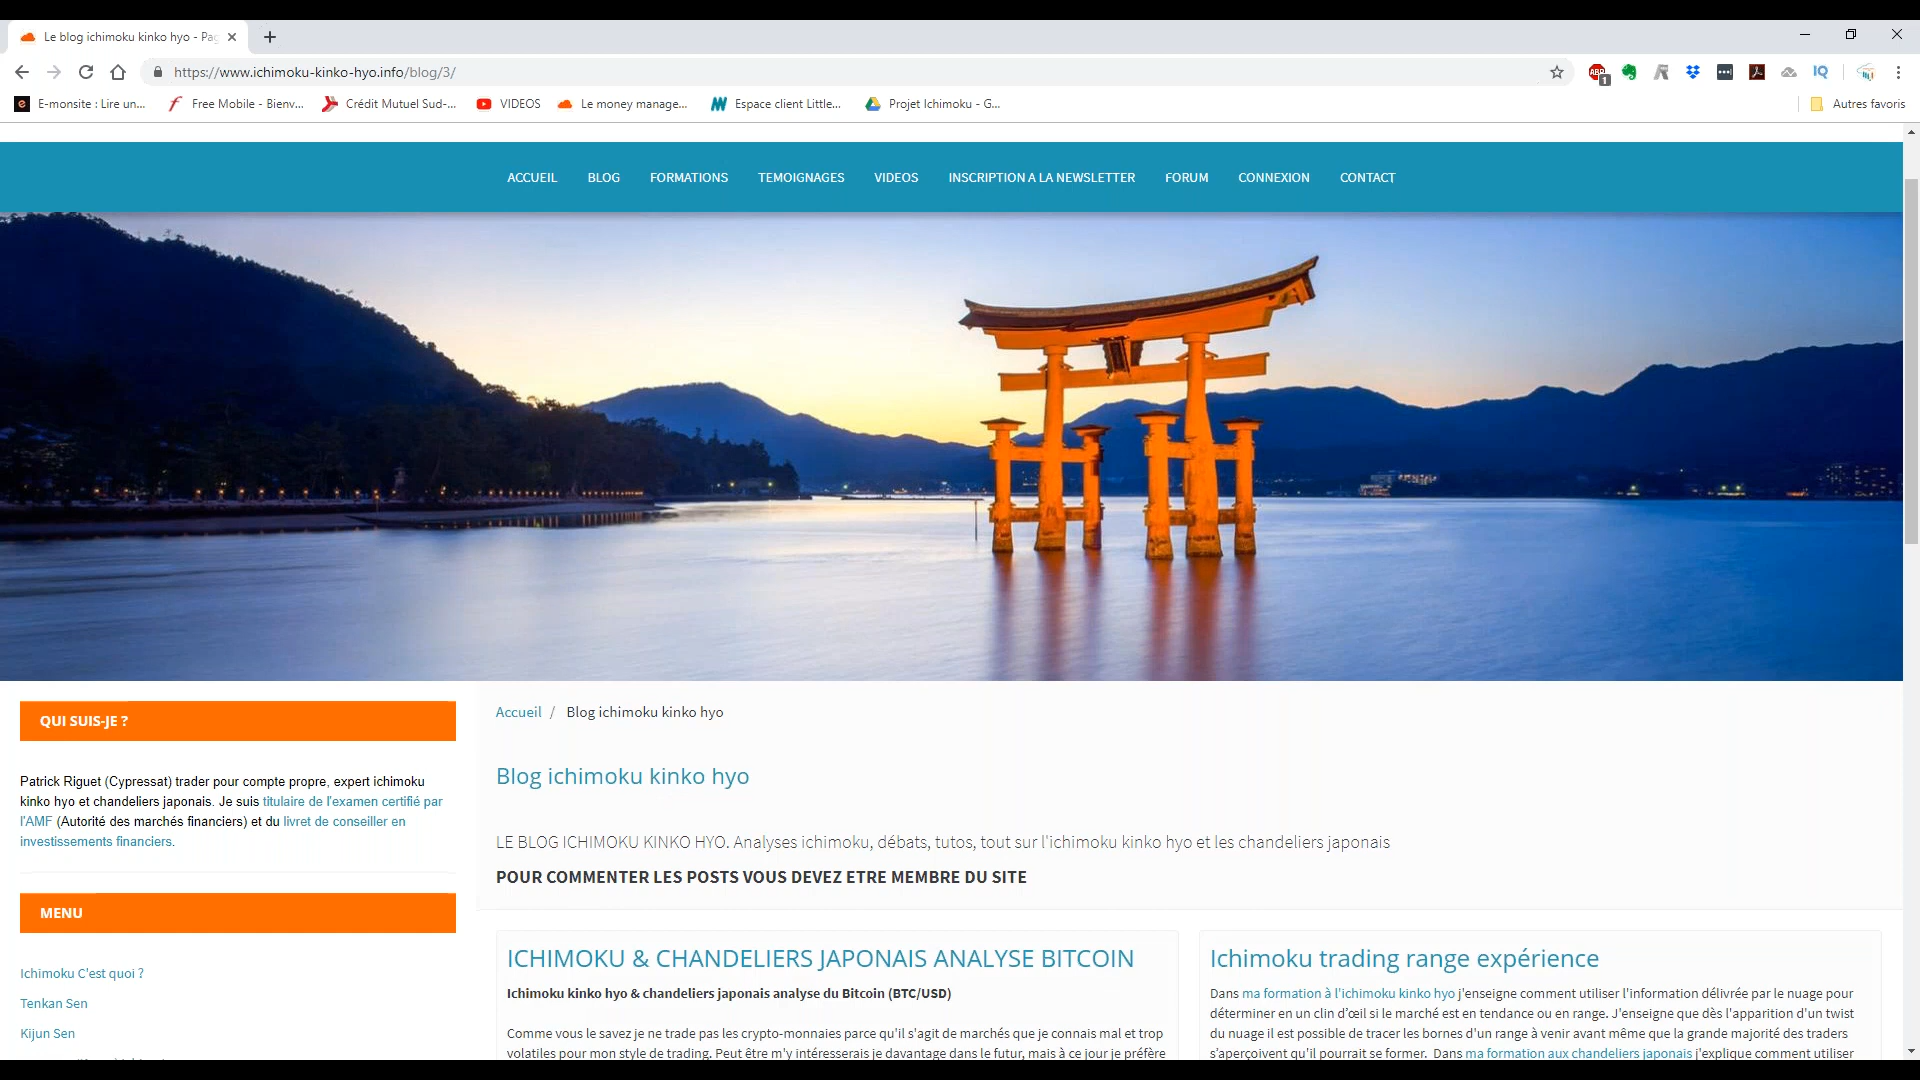 Le blog ichimoku kinko hyo - Pag
https://www.ichimoku-kinko-hyo.info/blog/3/
ABP 1 IQ
E-monsite : Lire un... Free Mobile - Bienv... Crédit Mutuel Sud-... VIDEOS Le money manage... Espace client Little... Projet Ichimoku - G... Autres favoris
ACCUEIL BLOG FORMATIONS TEMOIGNAGES VIDEOS INSCRIPTION A LA NEWSLETTER FORUM CONNEXION CONTACT
QUI SUIS-JE ?
Patrick Riguet (Cypressat) trader pour compte propre, expert ichimoku
kinko hyo et chandeliers japonais. Je suis titulaire de l'examen certifié par
l'AMF (Autorité des marchés financiers) et du livret de conseiller en
investissements financiers.
MENU
Ichimoku C'est quoi ?
Tenkan Sen
Kijun Sen
Accueil / Blog ichimoku kinko hyo
Blog ichimoku kinko hyo
LE BLOG ICHIMOKU KINKO HYO. Analyses ichimoku, débats, tutos, tout sur l'ichimoku kinko hyo et les chandeliers japonais
POUR COMMENTER LES POSTS VOUS DEVEZ ETRE MEMBRE DU SITE
ICHIMOKU & CHANDELIERS JAPONAIS ANALYSE BITCOIN
Ichimoku kinko hyo & chandeliers japonais analyse du Bitcoin (BTC/USD)
Comme vous le savez je ne trade pas les crypto-monnaies parce qu'il s'agit de marchés que je connais mal et trop
volatiles pour mon style de trading. Peut être m'y intéresserais je davantage dans le futur, mais à ce jour je préfère
Ichimoku trading range expérience
Dans ma formation à l'ichimoku kinko hyo j'enseigne comment utiliser l'information délivrée par le nuage pour
déterminer en un clin d’œil si le marché est en tendance ou en range. J’enseigne que dès l'apparition d'un twist
du nuage il est possible de tracer les bornes d'un range à venir avant même que la grande majorité des traders
s’aperçoivent qu'il pourrait se former. Dans ma formation aux chandeliers japonais j'explique comment utiliser